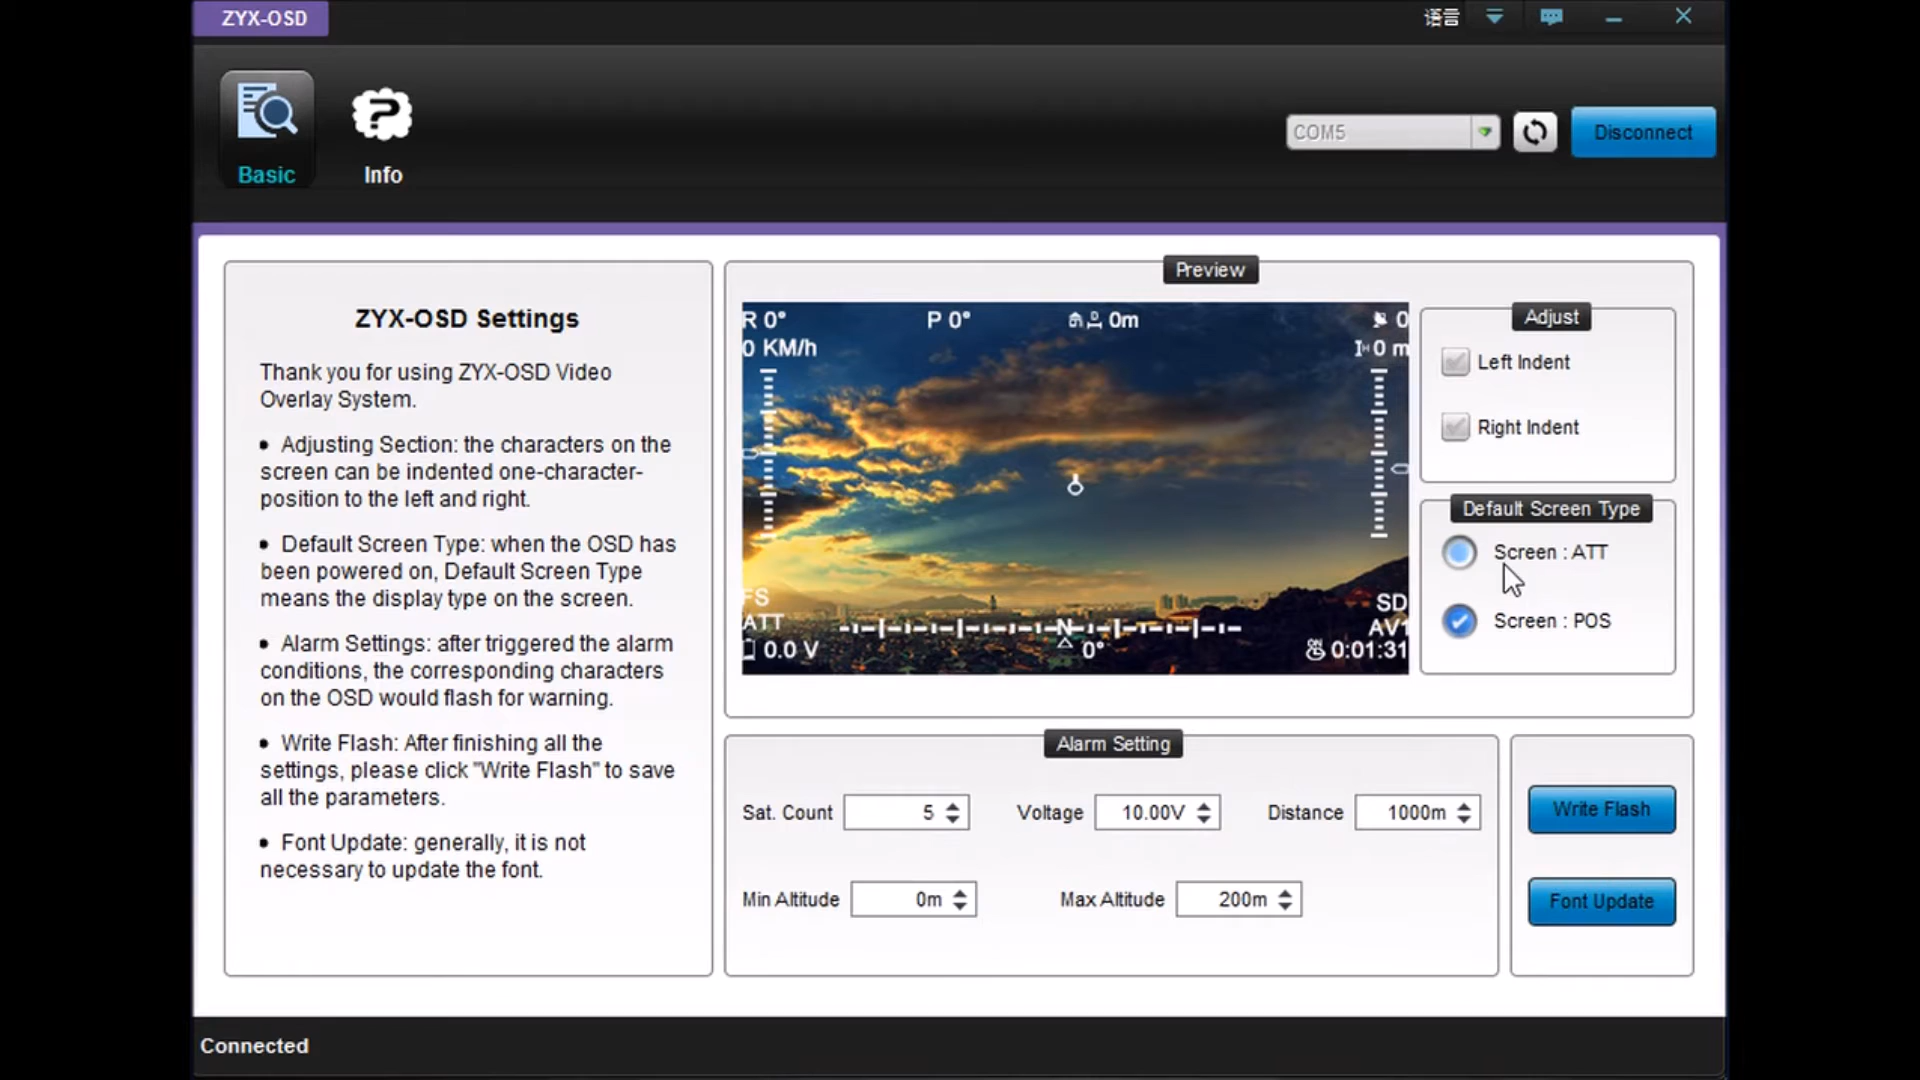 ZYX-OSD
语言
Basic
Info
COM5
Disconnect
ZYX-OSD Settings
Thank you for using ZYX-OSD Video
Overlay System.
• Adjusting Section: the characters on the
screen can be indented one-character-
position to the left and right.
• Default Screen Type: when the OSD has
been powered on, Default Screen Type
means the display type on the screen.
• Alarm Settings: after triggered the alarm
conditions, the corresponding characters
on the OSD would flash for warning.
• Write Flash: After finishing all the
settings, please click "Write Flash" to save
all the parameters.
• Font Update: generally, it is not
necessary to update the font.
Preview
R 0° P 0° 0m 0
0 KM/h 0 m
FS SD
ATT N AV1
0.0 V 0° ON 0:01:31
Adjust
Left Indent
Right Indent
Default Screen Type
Screen : ATT
Screen : POS
Alarm Setting
Sat. Count 5 Voltage 10.00V Distance 1000m
Min Altitude 0m Max Altitude 200m
Write Flash
Font Update
Connected